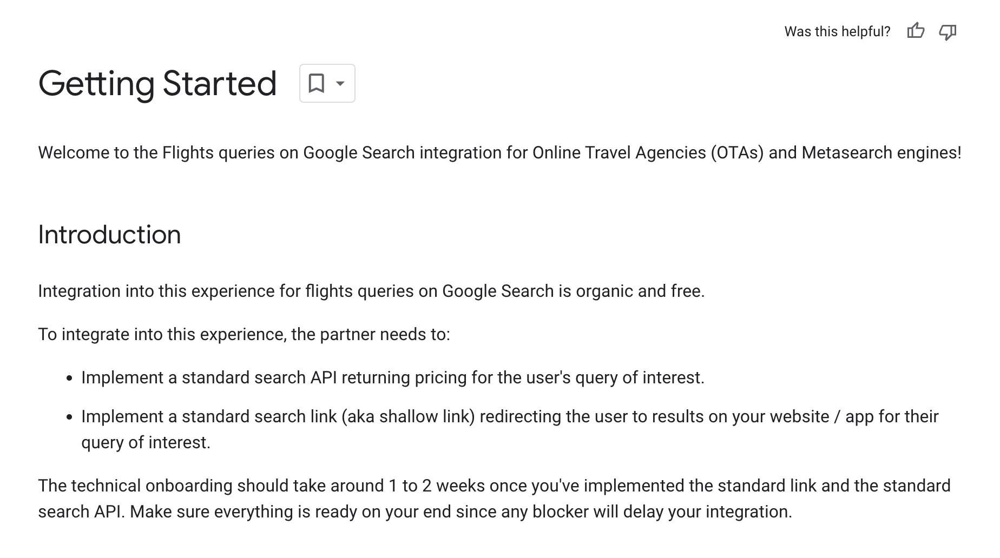 Was this helpful?
Getting Started
Welcome to the Flights queries on Google Search integration for Online Travel Agencies (OTAs) and Metasearch engines!
Introduction
Integration into this experience for flights queries on Google Search is organic and free.
To integrate into this experience, the partner needs to:
• Implement a standard search API returning pricing for the user's query of interest.
• Implement a standard search link (aka shallow link) redirecting the user to results on your website / app for their
query of interest.
The technical onboarding should take around 1 to 2 weeks once you've implemented the standard link and the standard
search API. Make sure everything is ready on your end since any blocker will delay your integration.